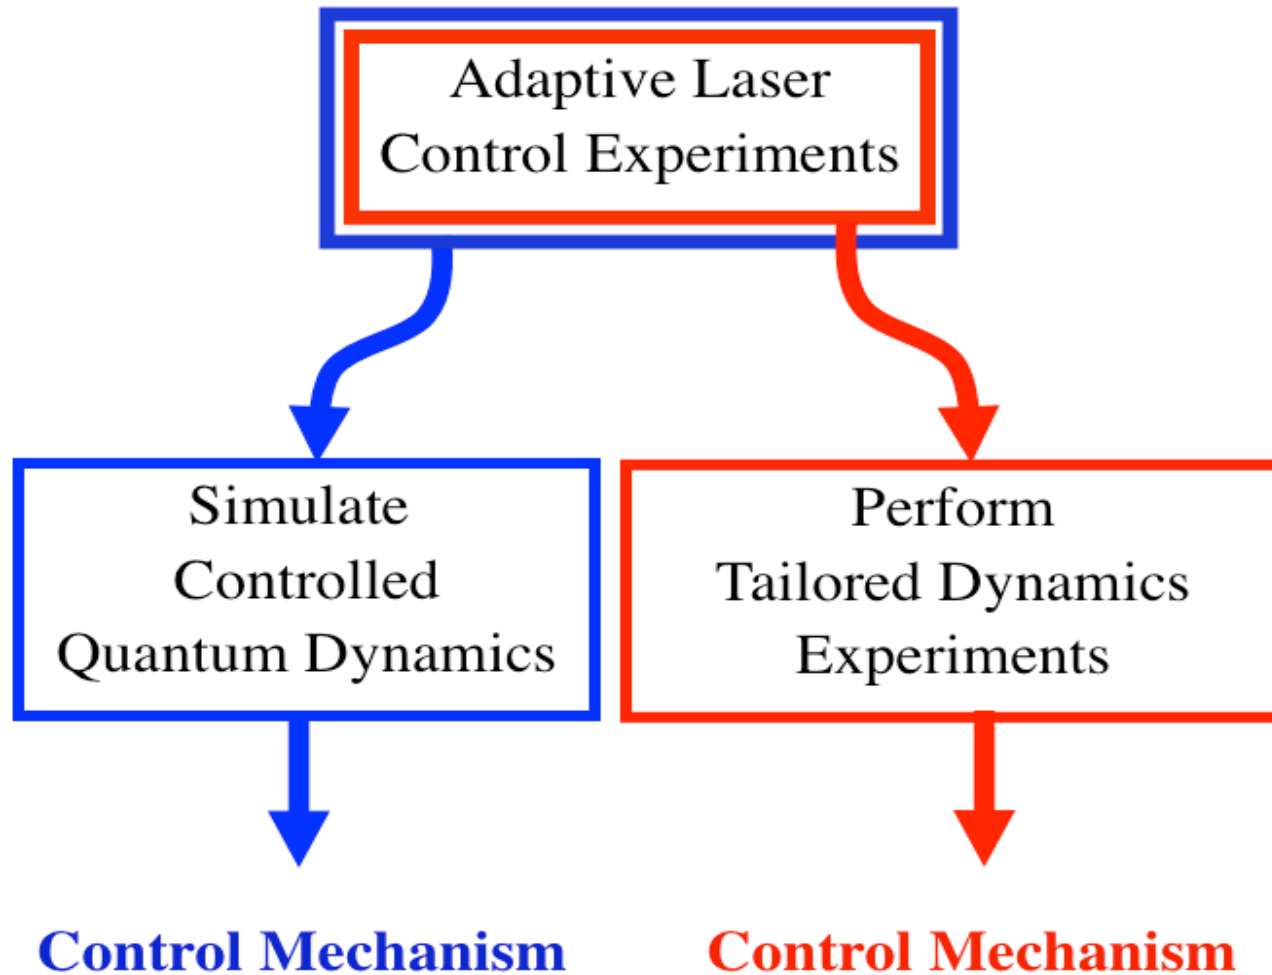 Adaptive Laser
Control Experiments
Simulate
Controlled
Quantum Dynamics
Perform
Tailored Dynamics
Experiments
Control Mechanism
Control Mechanism